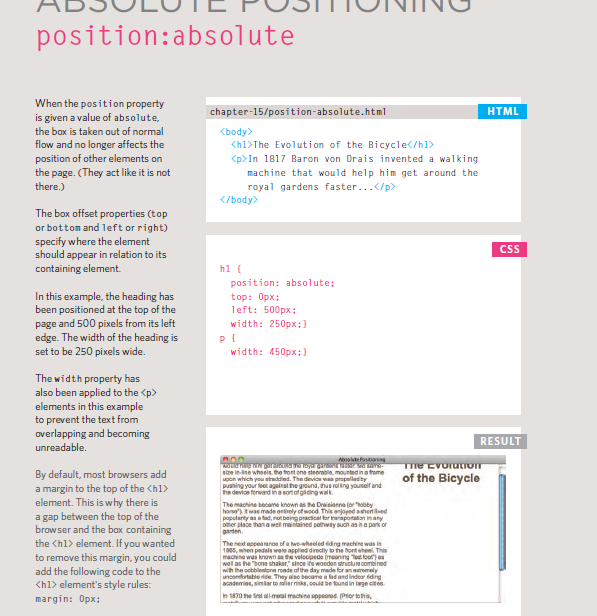 ABSOLUTE POSITIONING
position:absolute
When the position property
is given a value of absolute,
the box is taken out of normal
flow and no longer affects the
position of other elements on
the page. (They act like it is not
there.)
The box offset properties (top
or bottom and left or right)
specify where the element
should appear in relation to its
containing element.
In this example, the heading has
been positioned at the top of the
page and 500 pixels from its left
edge. The width of the heading is
set to be 250 pixels wide.
The width property has
also been applied to the <p>
elements in this example
to prevent the text from
overlapping and becoming
unreadable.
By default, most browsers add
a margin to the top of the <h1>
element. This is why there is
a gap between the top of the
browser and the box containing
the <h1> element. If you wanted
to remove this margin, you could
add the following code to the
<h1> element's style rules:
margin: 0px;
chapter-15/position-absolute.html
HTML
<body>
<h1>The Evolution of the Bicycle</h1>
<p>In 1817 Baron von Drais invented a walking
machine that would help him get around the
royal gardens faster...</p>
</body>
CSS
h1 {
position: absolute;
top: 0px;
left: 500px;
width: 250px;}
p {
width: 450px;}
RESULT
Absolute Positioning
would help him get around the royal gardens faster: two same-
size in-line wheels, the front one steerable, mounted in a frame
upon which you straddled. The device was propelled by
pushing your feet against the ground, thus rolling yourself and
the device forward in a sort of gliding walk.
The machine became known as the Draisienne (or "hobby
horse"). It was made entirely of wood. This enjoyed a short lived
popularity as a fad, not being practical for transportation in any
other place than a well maintained pathway such as in a park or
garden.
The next appearance of a two-wheeled riding machine was in
1865, when pedals were applied directly to the front wheel. This
machine was known as the velocipede (meaning "fast foot") as
well as the "bone shaker," since its wooden structure combined
with the cobblestone roads of the day made for an extremely
uncomfortable ride. They also became a fad and indoor riding
academies, similar to roller rinks, could be found in large cities.
In 1870 the first all-metal machine appeared. (Prior to this,
The Evolution
of the Bicycle